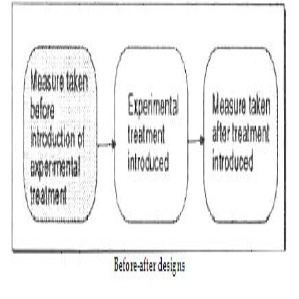 Measure taken
before
introduction of
experimental
treatment
Experimental
treatment
introduced
Measure taken
after treatment
introduced
Before-after designs